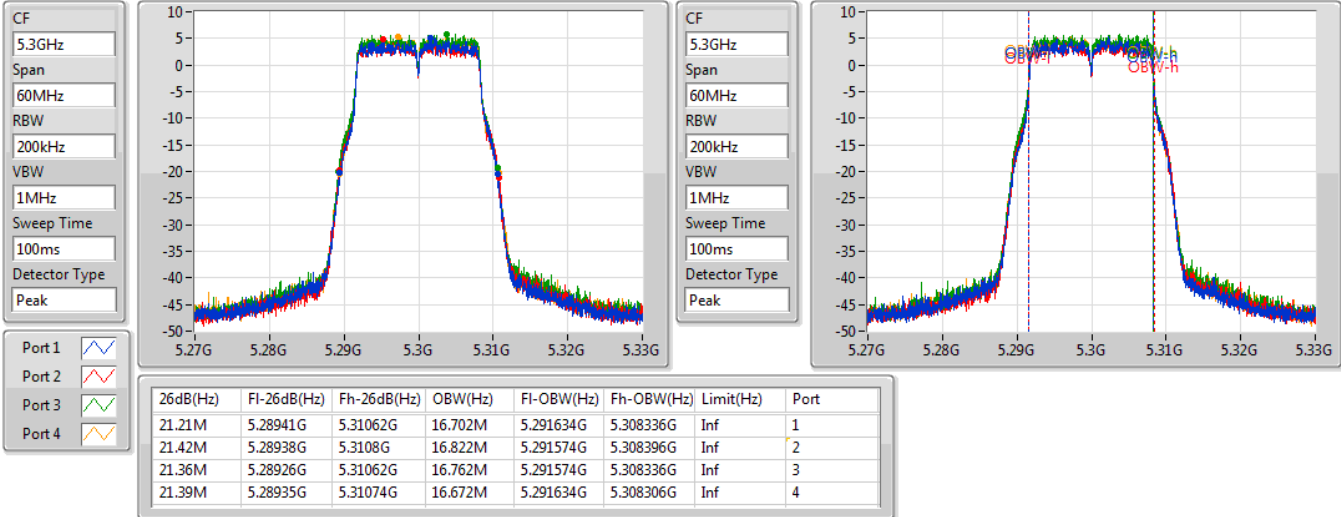 CF
5.3GHz
Span
60MHz
RBW
200kHz
VBW
1MHz
Sweep Time
100ms
Detector Type
Peak
10
5
0
-5
-10
-15
-20
-25
-30
-35
-40
-45
-50
5.27G 5.28G 5.29G 5.3G 5.31G 5.32G 5.33G
CF
5.3GHz
Span
60MHz
RBW
200kHz
VBW
1MHz
Sweep Time
100ms
Detector Type
Peak
10
5
0
-5
-10
-15
-20
-25
-30
-35
-40
-45
-50
OBW-h
OBW-h
5.27G 5.28G 5.29G 5.3G 5.31G 5.32G 5.33G
Port 1
Port 2
Port 3
Port 4
26dB(Hz) Fl-26dB(Hz) Fh-26dB(Hz) OBW(Hz) Fl-OBW(Hz) Fh-OBW(Hz) Limit(Hz) Port
21.21M 5.28941G 5.31062G 16.702M 5.291634G 5.308336G Inf 1
21.42M 5.28938G 5.3108G 16.822M 5.291574G 5.308396G Inf 2
21.36M 5.28926G 5.31062G 16.762M 5.291574G 5.308336G Inf 3
21.39M 5.28935G 5.31074G 16.672M 5.291634G 5.308306G Inf 4